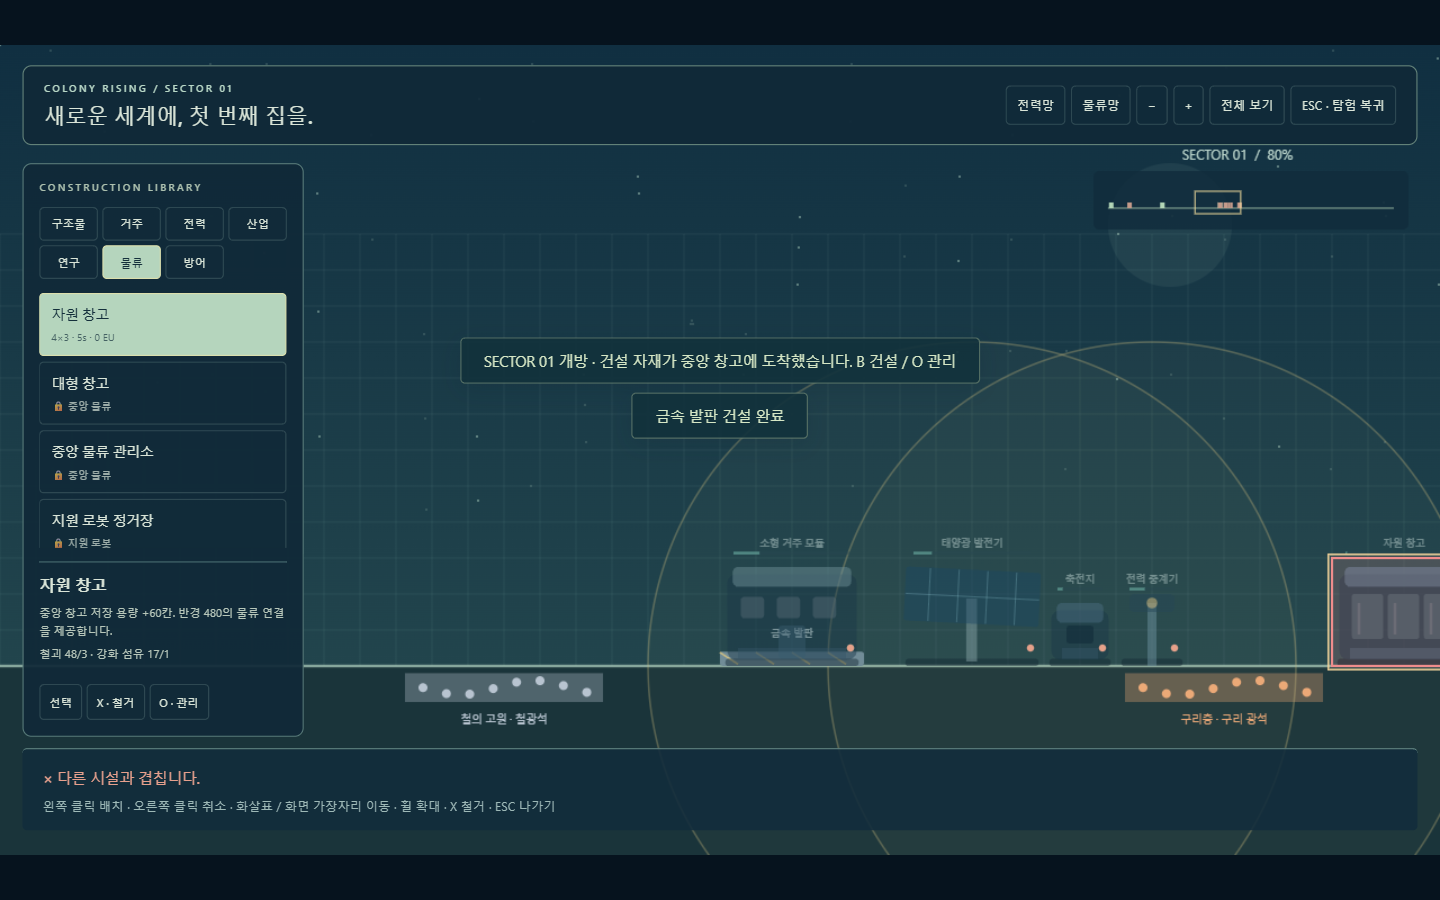 COLONY RISING / SECTOR 01
새로운 세계에, 첫 번째 집을.
전력망
물류망
−
+
전체 보기
ESC · 탐험 복귀
SECTOR 01 / 80%
CONSTRUCTION LIBRARY
구조물
거주
전력
산업
연구
물류
방어
자원 창고
4×3 · 5s · 0 EU
대형 창고
중앙 물류
중앙 물류 관리소
중앙 물류
지원 로봇 정거장
지원 로봇
자원 창고
중앙 창고 저장 용량 +60칸. 반경 480의 물류 연결
을 제공합니다.
철괴 48/3 · 강화 섬유 17/1
선택
X · 철거
O · 관리
SECTOR 01 개방 · 건설 자재가 중앙 창고에 도착했습니다. B 건설 / O 관리
금속 발판 건설 완료
소형 거주 모듈
태양광 발전기
축전지
전력 중계기
자원 창고
금속 발판
철의 고원 · 철광석
구리층 · 구리 광석
× 다른 시설과 겹칩니다.
왼쪽 클릭 배치 · 오른쪽 클릭 취소 · 화살표 / 화면 가장자리 이동 · 휠 확대 · X 철거 · ESC 나가기